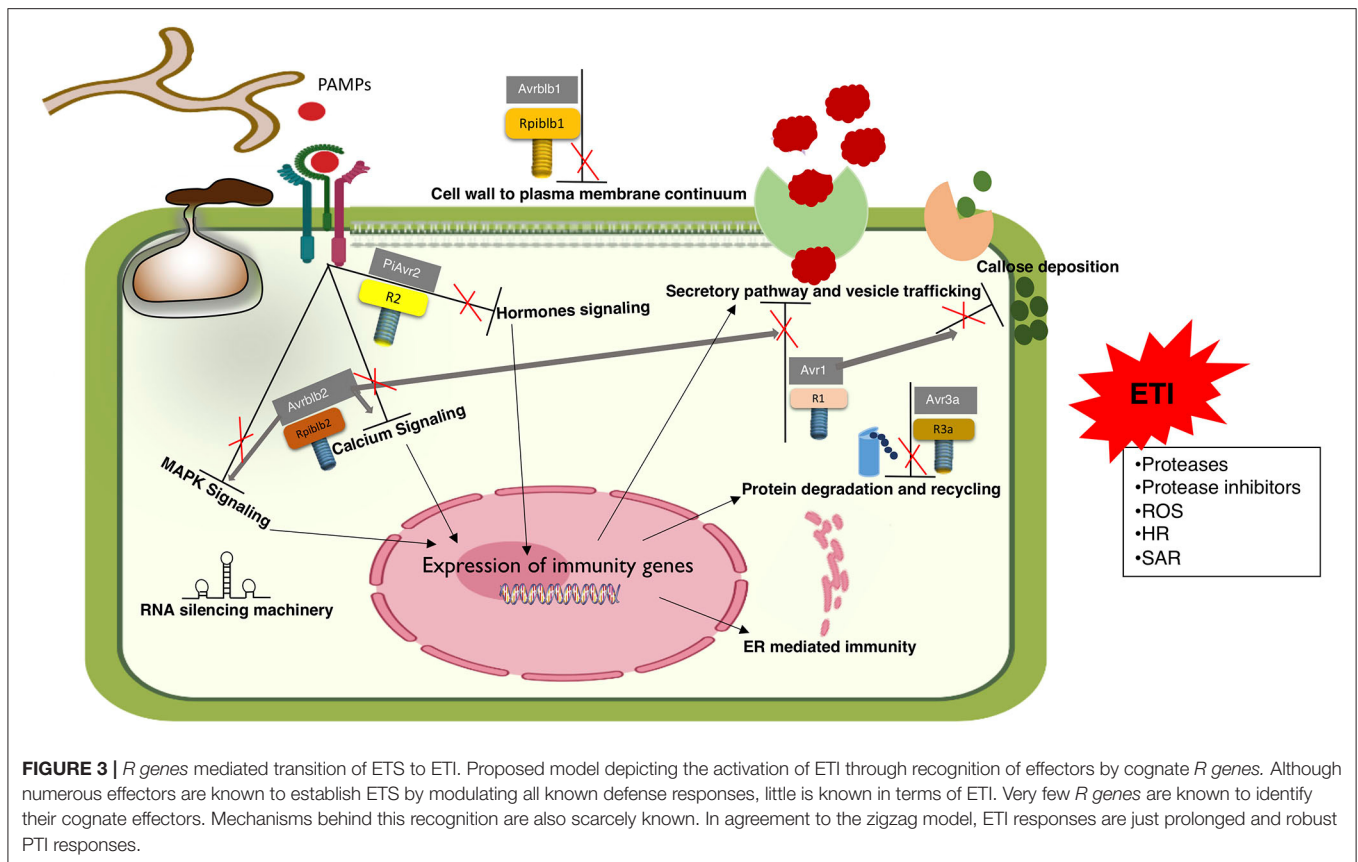 PAMPs
Avrblb1
Rpiblb1
Cell wall to plasma membrane continuum
PiAvr2
R2
Hormones signaling
Secretory pathway and vesicle trafficking
Callose deposition
Avrblb2
Rpiblb2
Calcium Signaling
MAPK Signaling
Avr1
R1
Avr3a
R3a
Protein degradation and recycling
Expression of immunity genes
RNA silencing machinery
ER mediated immunity
ETI
•Proteases
•Protease inhibitors
•ROS
•HR
•SAR
FIGURE 3 | R genes mediated transition of ETS to ETI. Proposed model depicting the activation of ETI through recognition of effectors by cognate R genes. Although
numerous effectors are known to establish ETS by modulating all known defense responses, little is known in terms of ETI. Very few R genes are known to identify
their cognate effectors. Mechanisms behind this recognition are also scarcely known. In agreement to the zigzag model, ETI responses are just prolonged and robust
PTI responses.